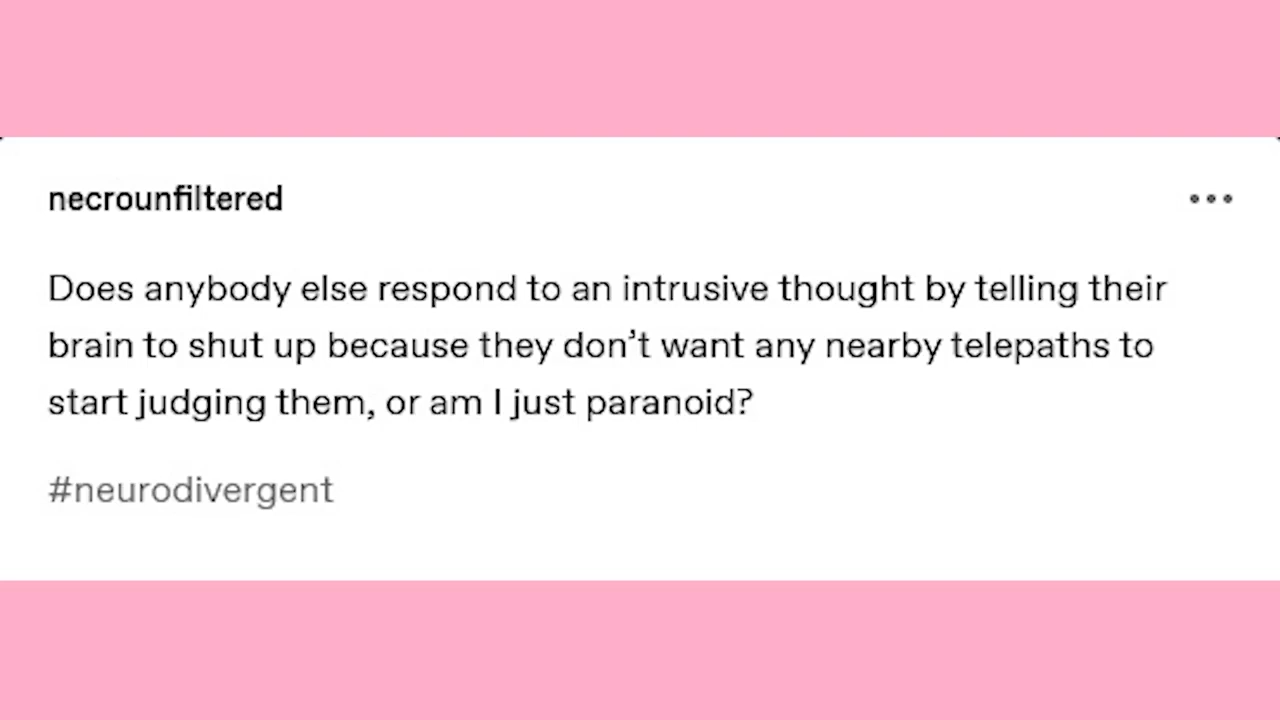 necrounfiltered
Does anybody else respond to an intrusive thought by telling their
brain to shut up because they don’t want any nearby telepaths to
start judging them, or am I just paranoid?
#neurodivergent